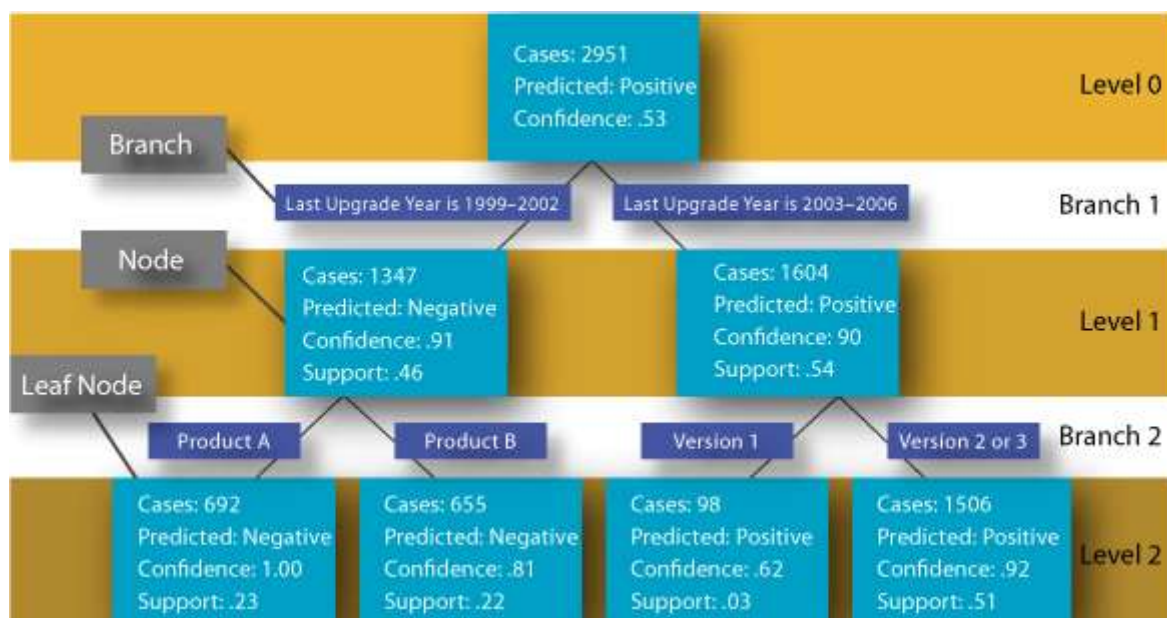 Cases: 2951
Predicted: Positive
Confidence: .53
Level 0
Branch
Last Upgrade Year is 1999–2002
Last Upgrade Year is 2003–2006
Branch 1
Node
Cases: 1347
Predicted: Negative
Confidence: .91
Support: .46
Cases: 1604
Predicted: Positive
Confidence: 90
Support: .54
Level 1
Leaf Node
Product A
Product B
Version 1
Version 2 or 3
Branch 2
Cases: 692
Predicted: Negative
Confidence: 1.00
Support: .23
Cases: 655
Predicted: Negative
Confidence: .81
Support: .22
Cases: 98
Predicted: Positive
Confidence: .62
Support: .03
Cases: 1506
Predicted: Positive
Confidence: .92
Support: .51
Level 2